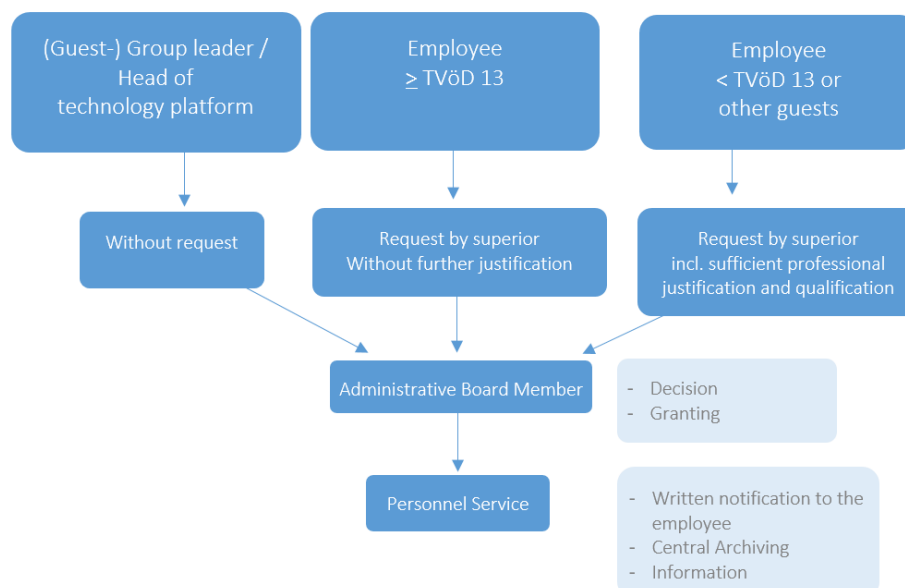 (Guest-) Group leader /
Head of
technology platform
Employee
≥ TVöD 13
Employee
< TVöD 13 or
other guests
Without request
Request by superior
Without further justification
Request by superior
incl. sufficient professional
justification and qualification
Administrative Board Member
- Decision
- Granting
Personnel Service
- Written notification to the
employee
- Central Archiving
- Information